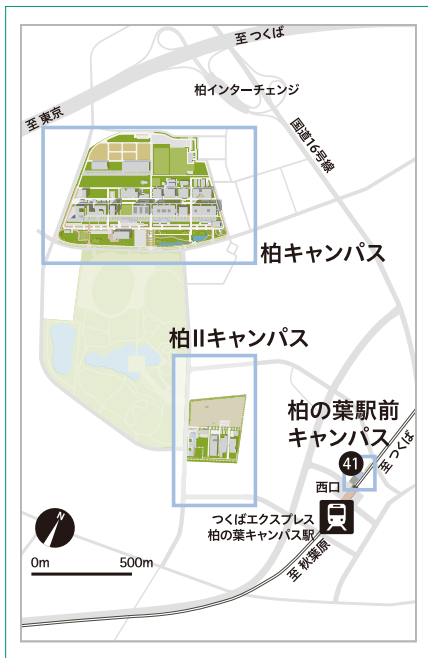 至 つくば
至 東京
柏インターチェンジ
国道16号線
柏キャンパス
柏IIキャンパス
柏の葉駅前
キャンパス
41
至 つくば
西口
つくばエクスプレス
柏の葉キャンパス駅
至 秋葉原
N
0m 500m